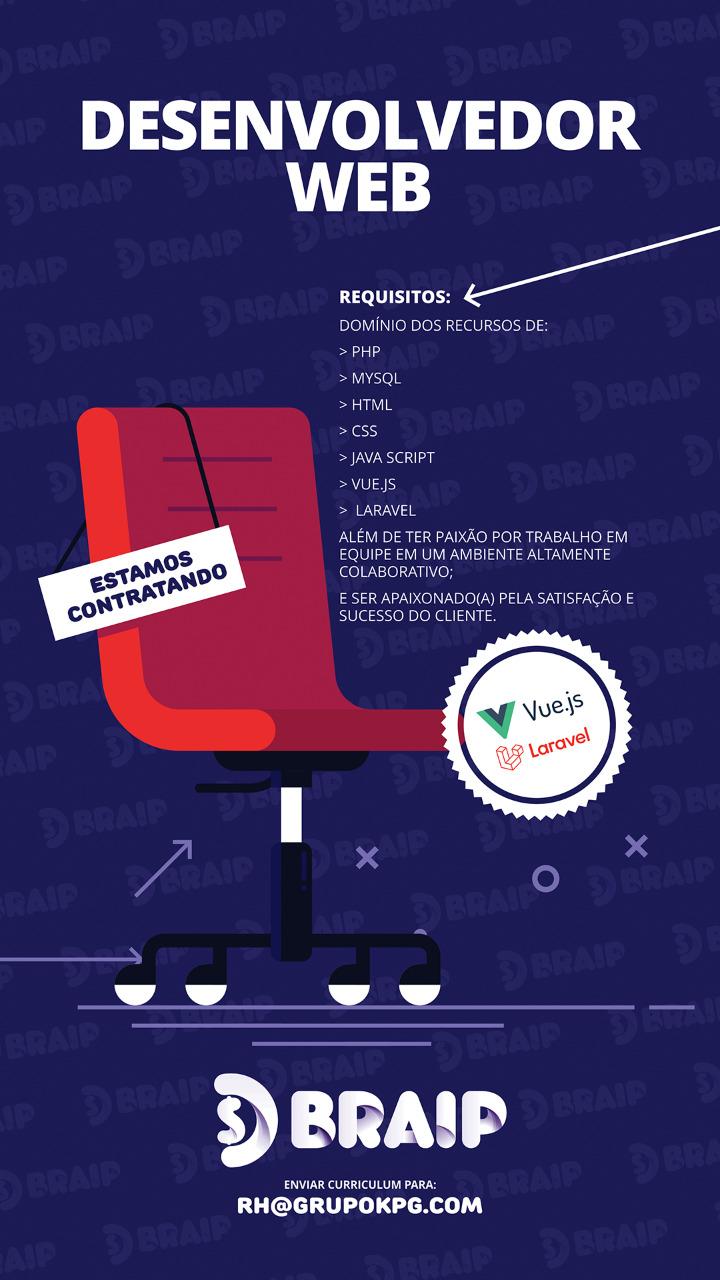 DESENVOLVEDOR
WEB
REQUISITOS:
DOMÍNIO DOS RECURSOS DE:
> PHP
> MYSQL
> HTML
> CSS
> JAVA SCRIPT
> VUE.JS
> LARAVEL
ALÉM DE TER PAIXÃO POR TRABALHO EM
EQUIPE EM UM AMBIENTE ALTAMENTE
COLABORATIVO;
E SER APAIXONADO(A) PELA SATISFAÇÃO E
SUCESSO DO CLIENTE.
ESTAMOS
CONTRATANDO
Vue.js
Laravel
BRAIP
ENVIAR CURRICULUM PARA:
RH@GRUPOKPG.COM